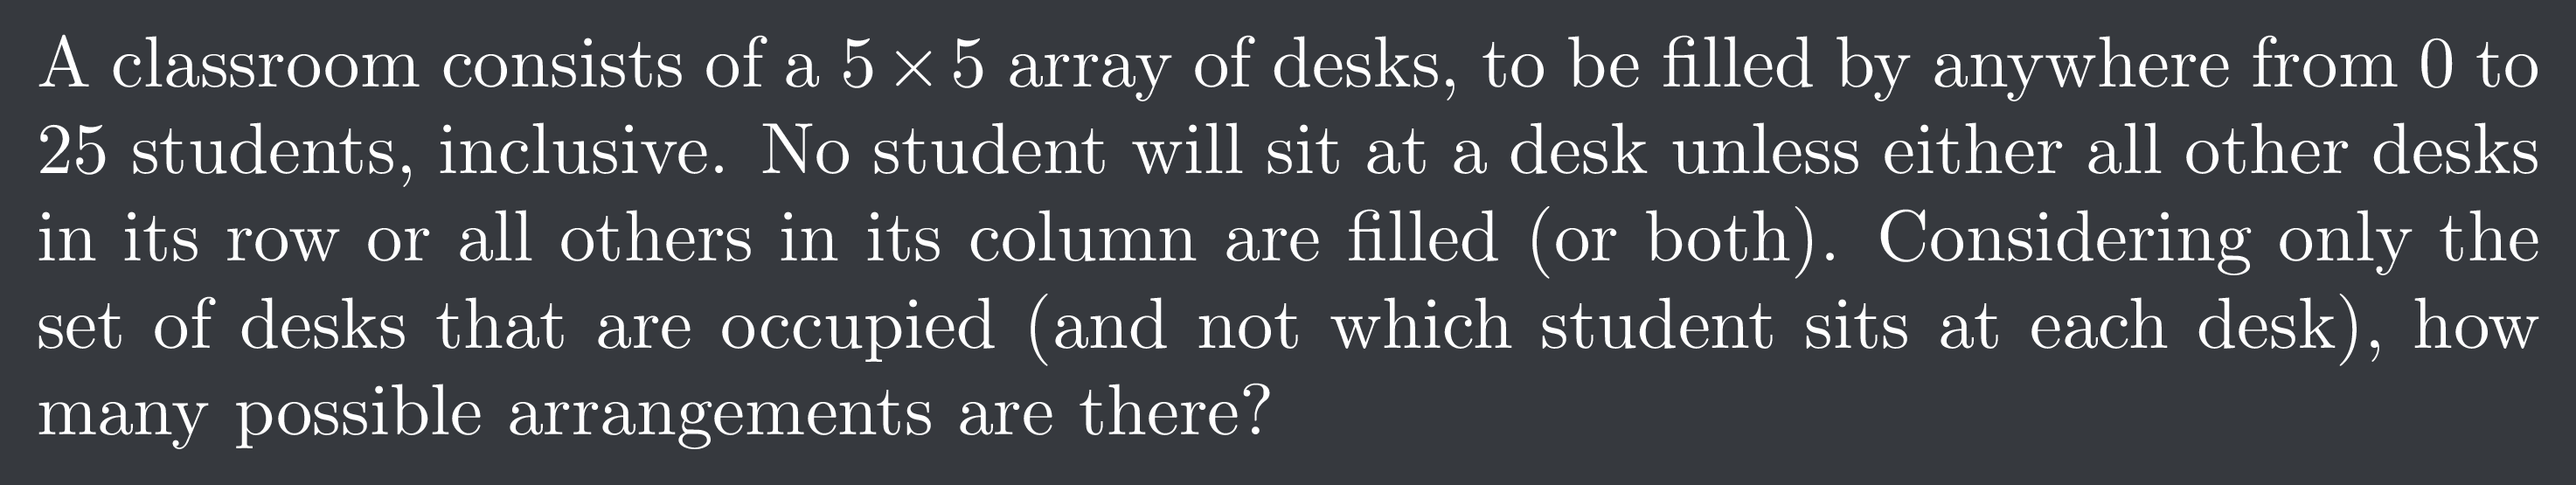 A classroom consists of a 5 × 5 array of desks, to be filled by anywhere from 0 to
25 students, inclusive. No student will sit at a desk unless either all other desks
in its row or all others in its column are filled (or both). Considering only the
set of desks that are occupied (and not which student sits at each desk), how
many possible arrangements are there?